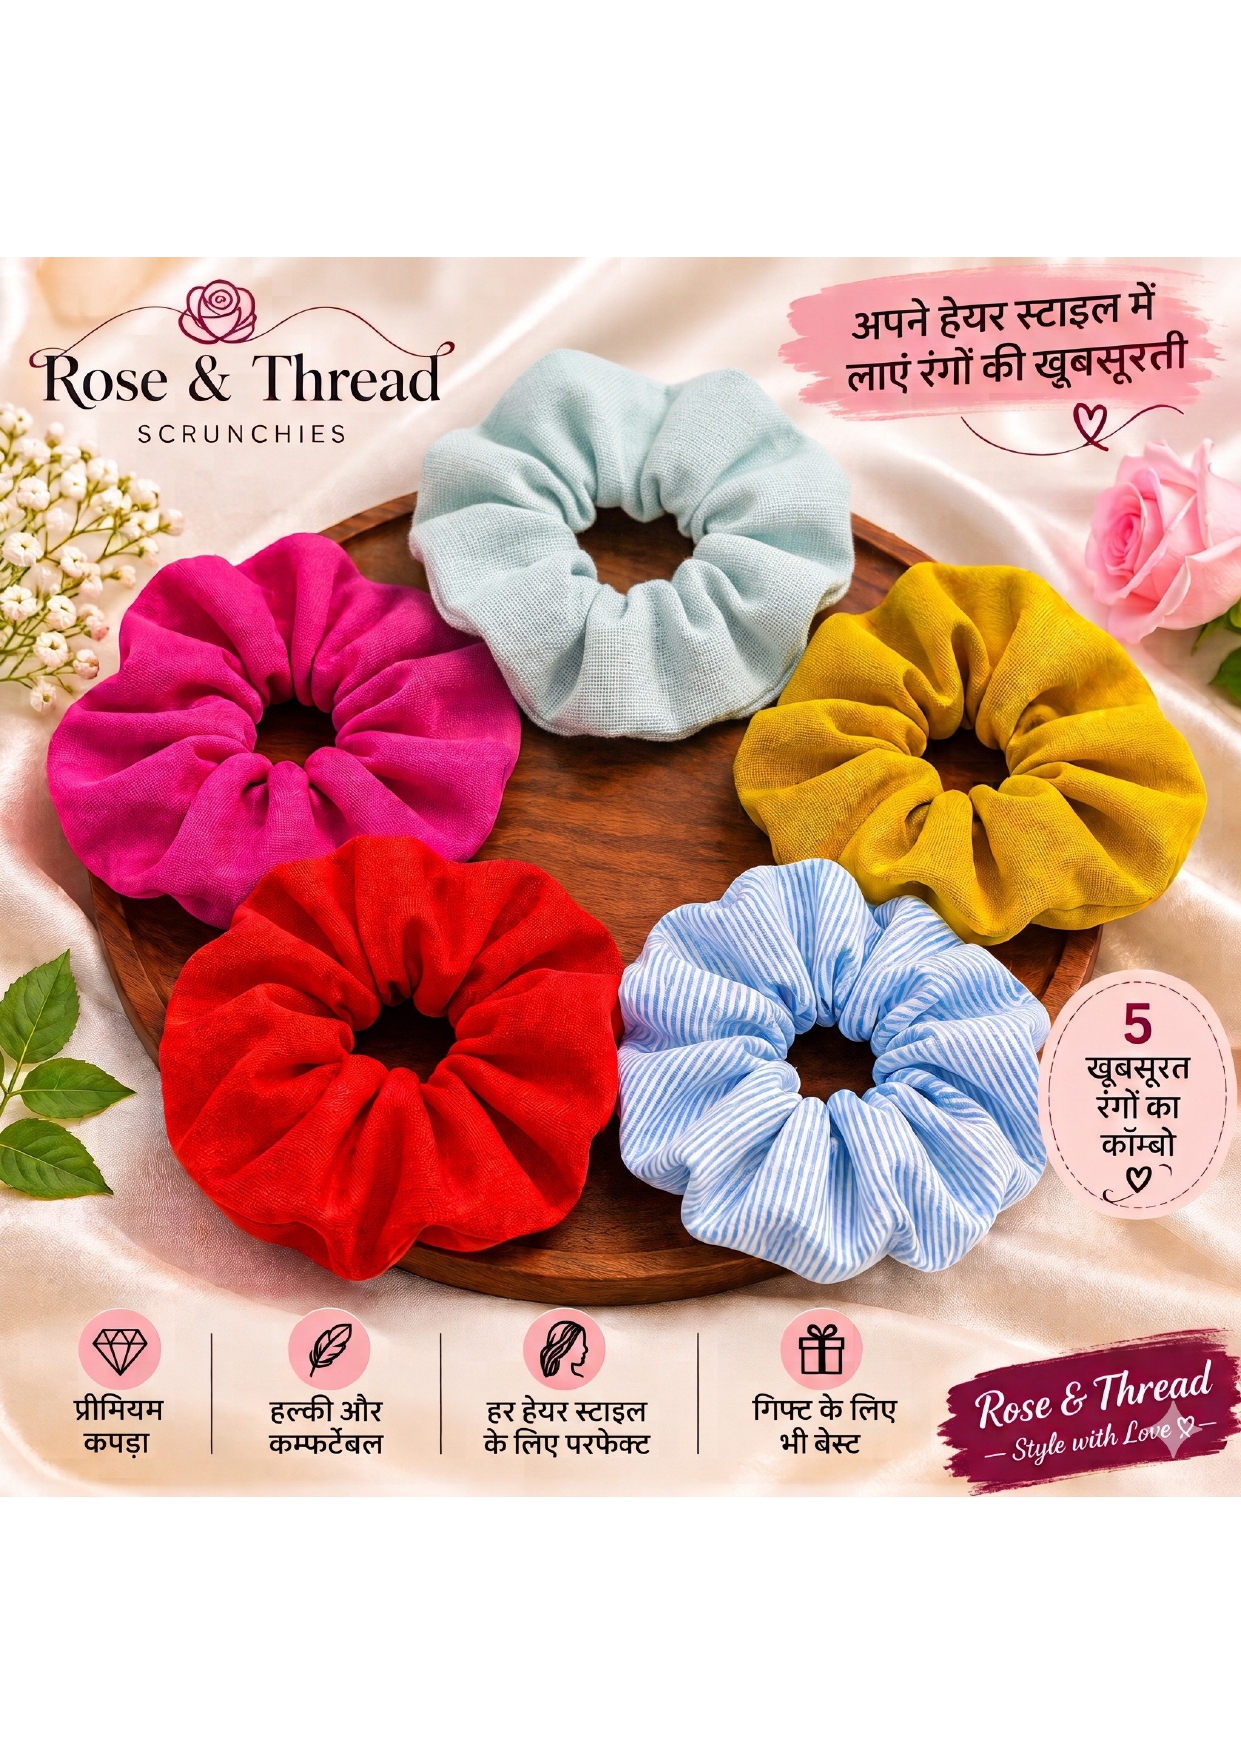 Rose & Thread
SCRUNCHIES
अपने हेयर स्टाइल में
लाएं रंगों की खूबसूरती
5
खूबसूरत
रंगों का
कॉम्बो
प्रीमियम
कपड़ा
हल्की और
कम्फर्टेबल
हर हेयर स्टाइल
के लिए परफेक्ट
गिफ्ट के लिए
भी बेस्ट
Rose & Thread
Style with Love